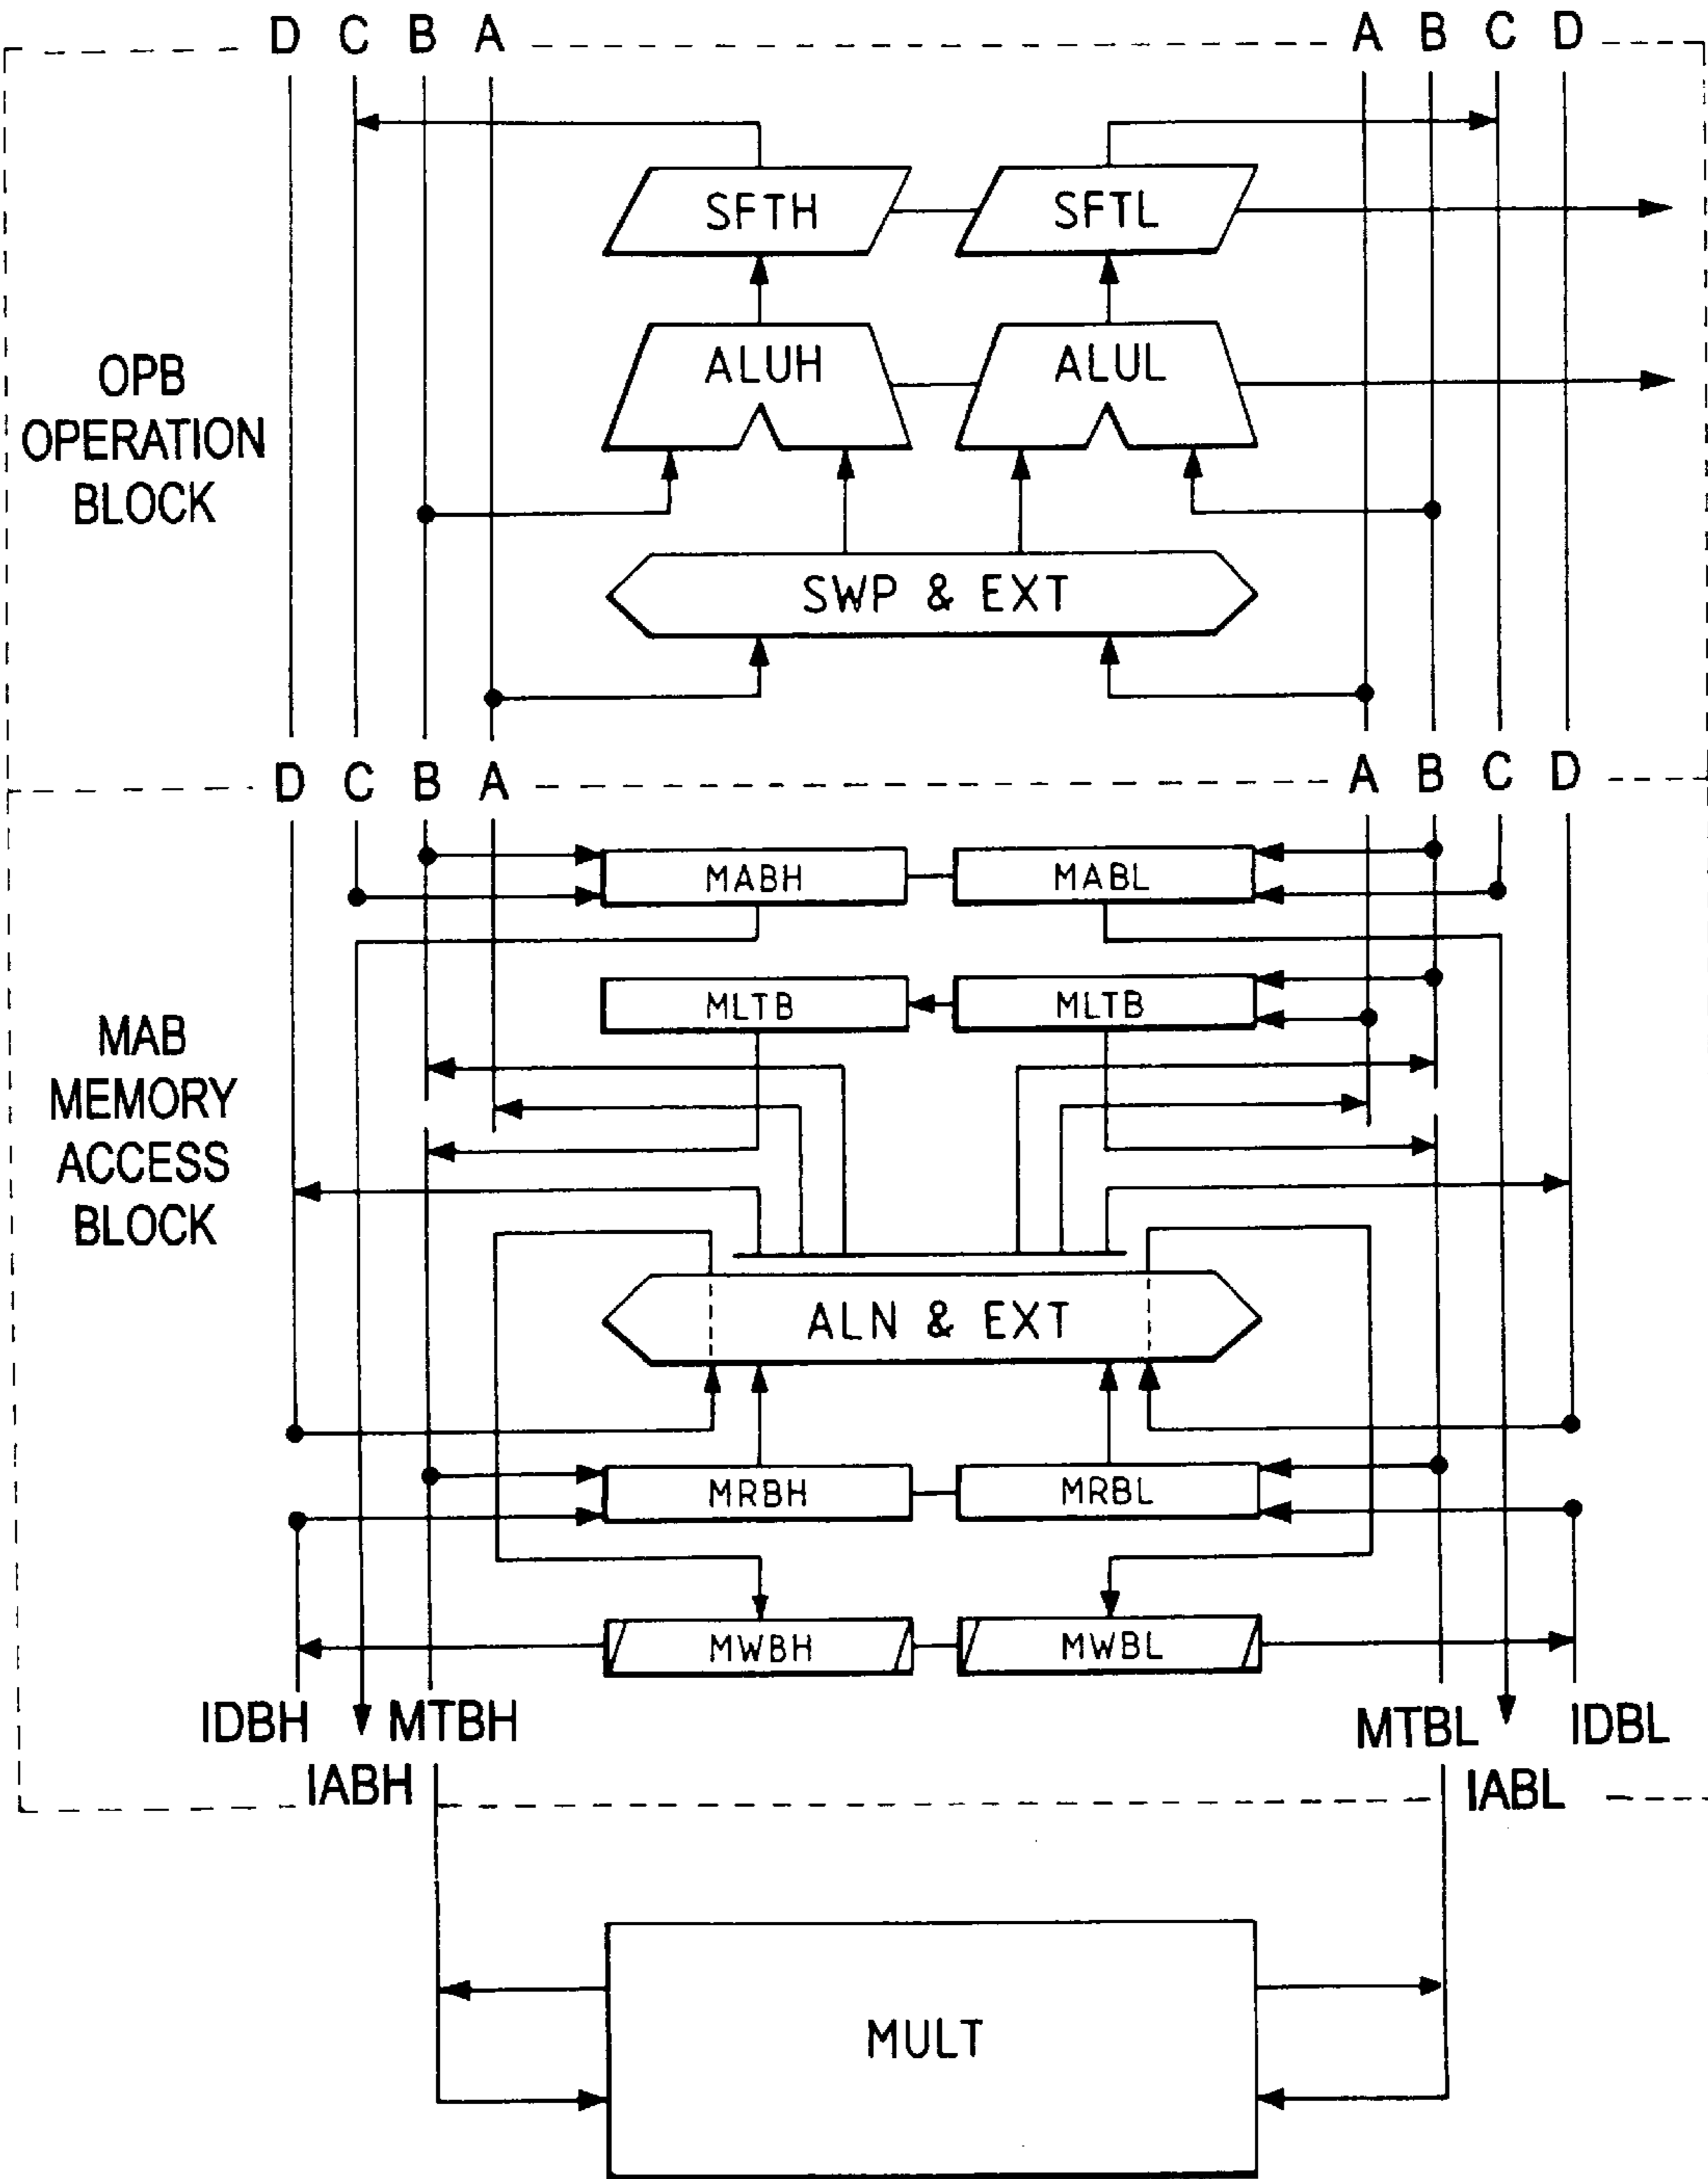 D C B A A B C D
SFTH SFTL
ALUH ALUL
OPB
OPERATION
BLOCK
SWP & EXT
D C B A A B C D
MABH MABL
MLTB MLTB
MAB
MEMORY
ACCESS
BLOCK
ALN & EXT
MRBH MRBL
MWBH MWBL
IDBH MTBH MTBL IDBL
IABH IABL
MULT